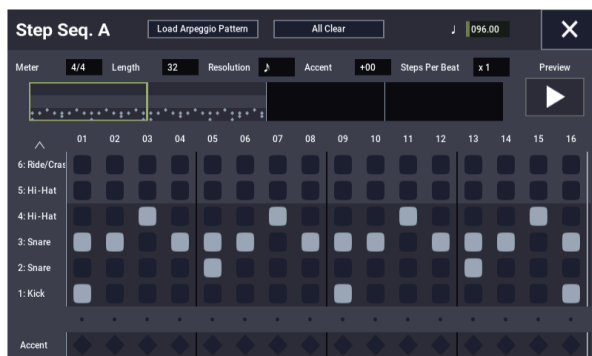 Step Seq. A Load Arpeggio Pattern All Clear ♩ 096.00 X
Meter 4/4 Length 32 Resolution ♪ Accent +00 Steps Per Beat x 1 Preview
01 02 03 04 05 06 07 08 09 10 11 12 13 14 15 16
6: Ride/Cras
5: Hi-Hat
4: Hi-Hat
3: Snare
2: Snare
1: Kick
Accent